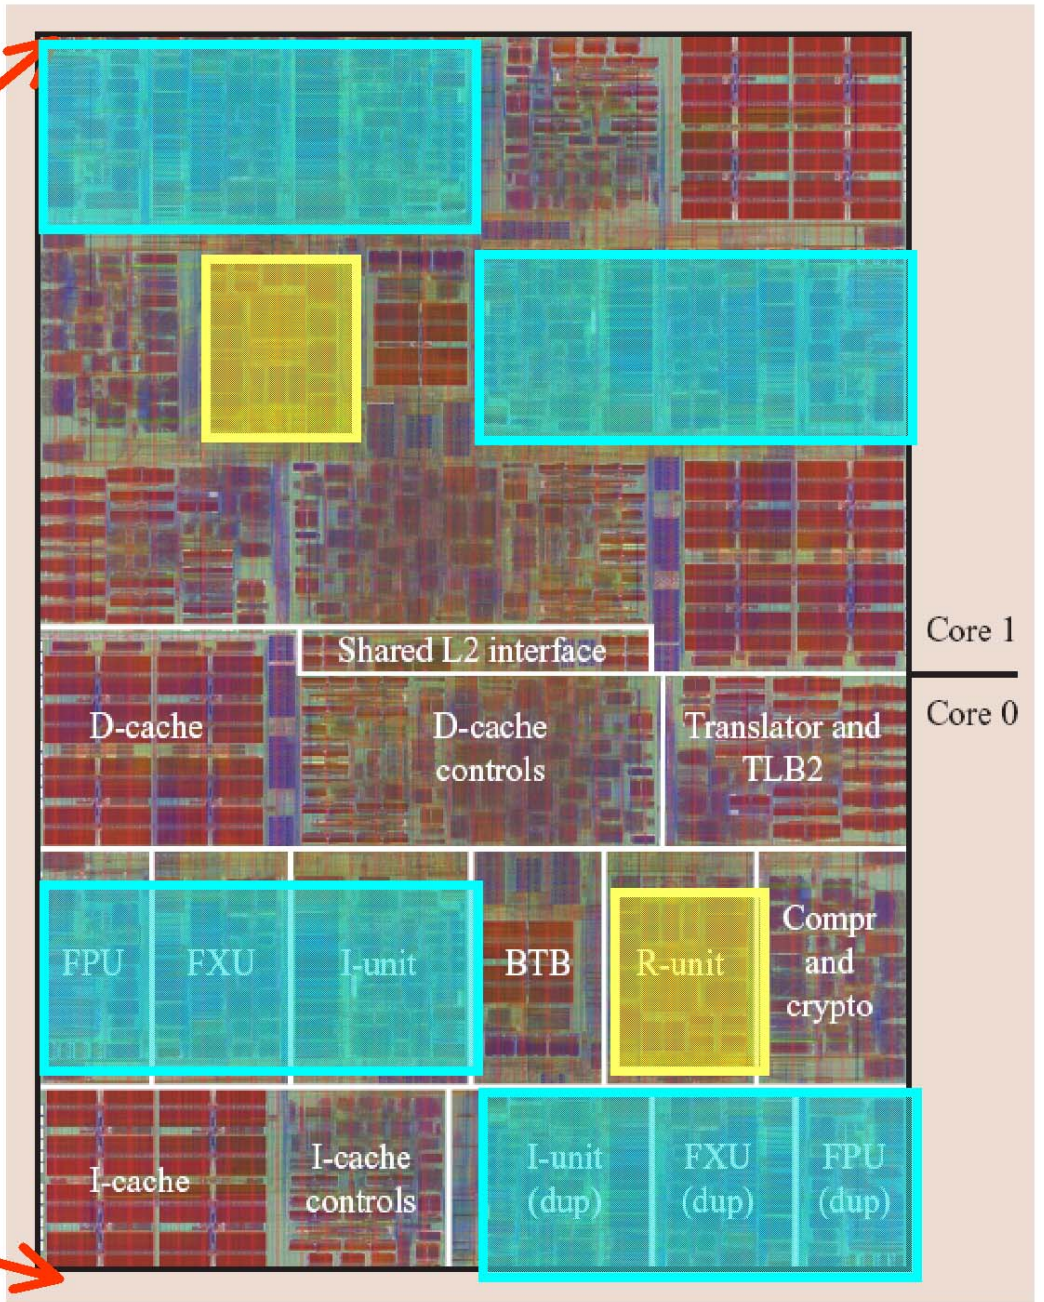 Core 1
Shared L2 interface
Core 0
D-cache
D-cache
controls
Translator and
TLB2
FPU
FXU
I-unit
BTB
R-unit
Compr
and
crypto
I-cache
I-cache
controls
I-unit
(dup)
FXU
(dup)
FPU
(dup)